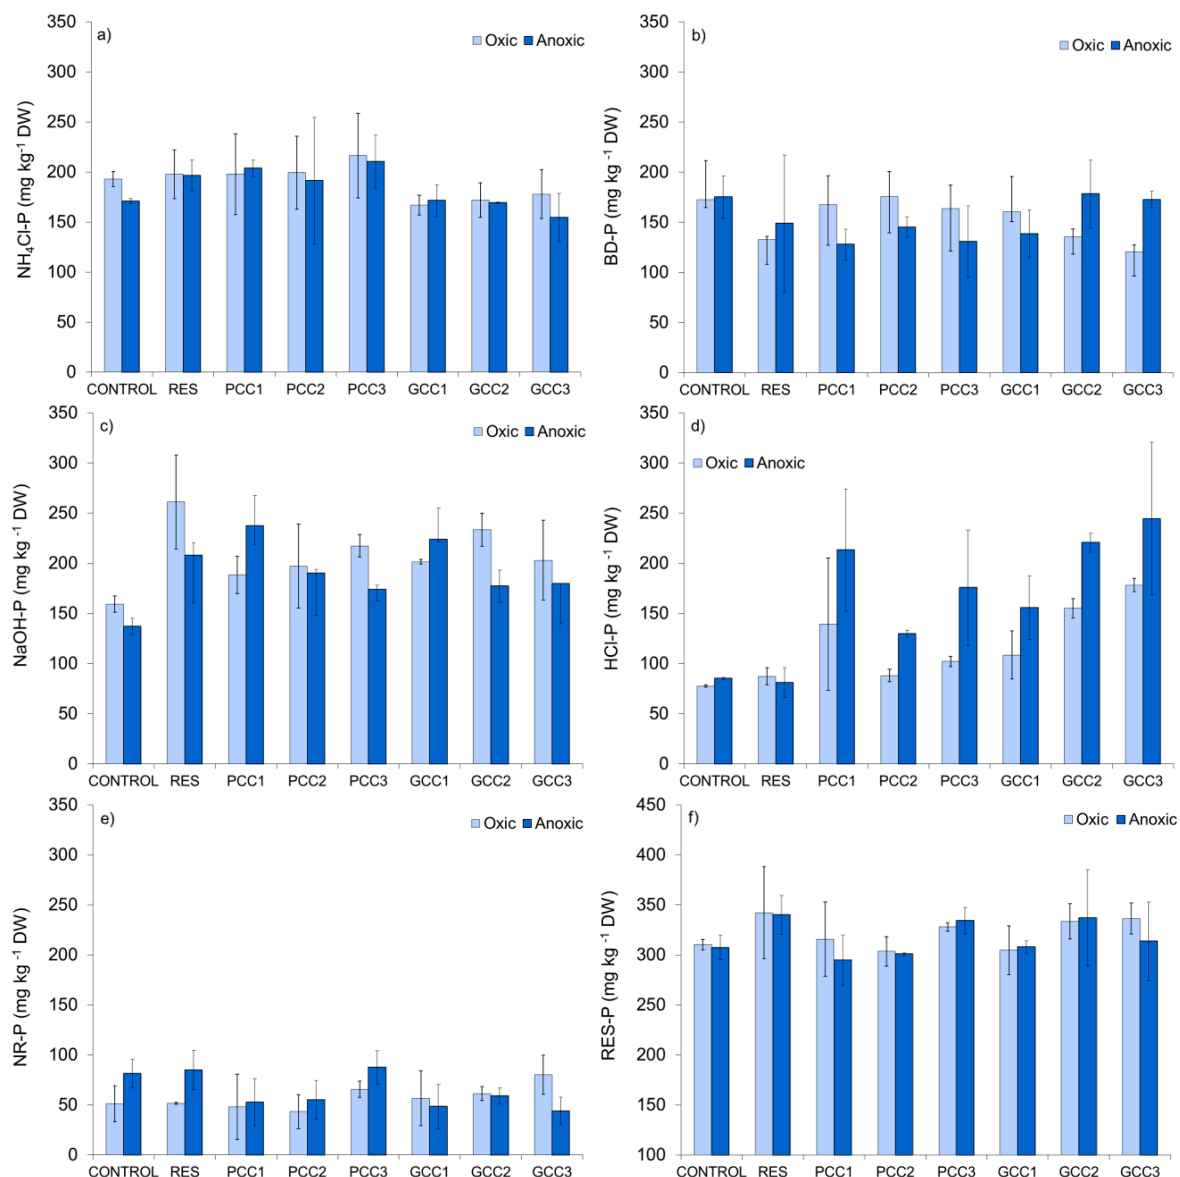 a)
Oxic Anoxic
NH₄Cl-P (mg kg⁻¹ DW)
350
300
250
200
150
100
50
0
CONTROL RES PCC1 PCC2 PCC3 GCC1 GCC2 GCC3
b)
Oxic Anoxic
BD-P (mg kg ⁻¹ DW)
350
300
250
200
150
100
50
0
CONTROL RES PCC1 PCC2 PCC3 GCC1 GCC2 GCC3
c)
Oxic Anoxic
NaOH-P (mg kg ⁻¹ DW)
350
300
250
200
150
100
50
0
CONTROL RES PCC1 PCC2 PCC3 GCC1 GCC2 GCC3
d)
Oxic Anoxic
HCl-P (mg kg ⁻¹ DW)
350
300
250
200
150
100
50
0
CONTROL RES PCC1 PCC2 PCC3 GCC1 GCC2 GCC3
e)
Oxic Anoxic
NR-P (mg kg ⁻¹ DW)
350
300
250
200
150
100
50
0
CONTROL RES PCC1 PCC2 PCC3 GCC1 GCC2 GCC3
f)
Oxic Anoxic
RES-P (mg kg ⁻¹ DW)
450
400
350
300
250
200
150
100
CONTROL RES PCC1 PCC2 PCC3 GCC1 GCC2 GCC3